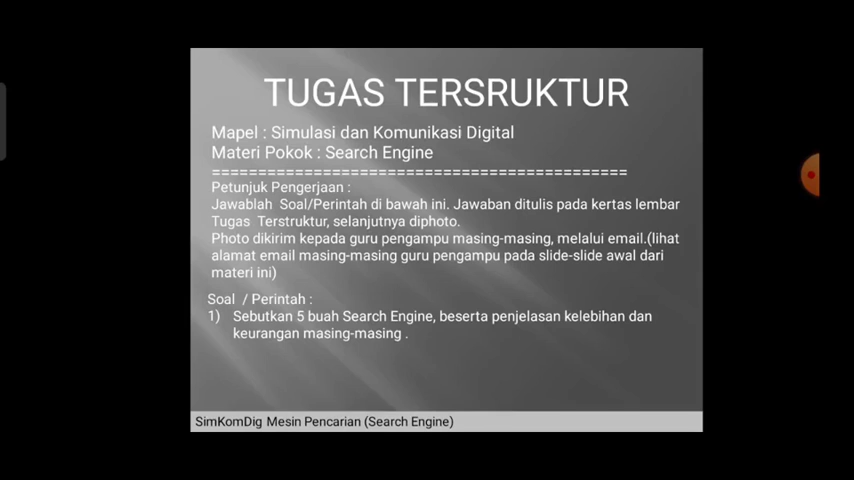 TUGAS TERSRUKTUR
Mapel : Simulasi dan Komunikasi Digital
Materi Pokok : Search Engine
=============================================
Petunjuk Pengerjaan :
Jawablah Soal/Perintah di bawah ini. Jawaban ditulis pada kertas lembar
Tugas Terstruktur, selanjutnya diphoto.
Photo dikirim kepada guru pengampu masing-masing, melalui email.(lihat
alamat email masing-masing guru pengampu pada slide-slide awal dari
materi ini)
Soal / Perintah :
1) Sebutkan 5 buah Search Engine, beserta penjelasan kelebihan dan
keurangan masing-masing .
SimKomDig Mesin Pencarian (Search Engine)